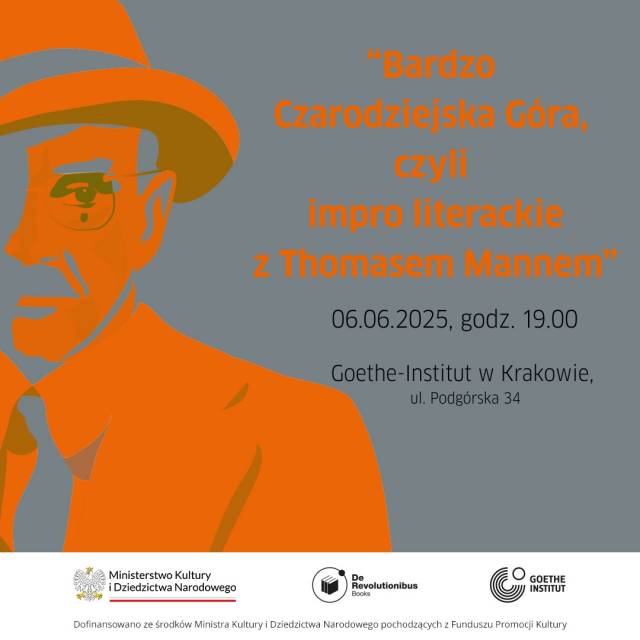 “Bardzo
Czarodziejska Góra,
czyli
impro literackie
z Thomasem Mannem”
06.06.2025, godz. 19.00
Goethe-Institut w Krakowie,
ul. Podgórska 34
Ministerstwo Kultury
i Dziedzictwa Narodowego
De
Revolutionibus
Books
GOETHE
INSTITUT
Dofinansowano ze środków Ministra Kultury i Dziedzictwa Narodowego pochodzących z Funduszu Promocji Kultury